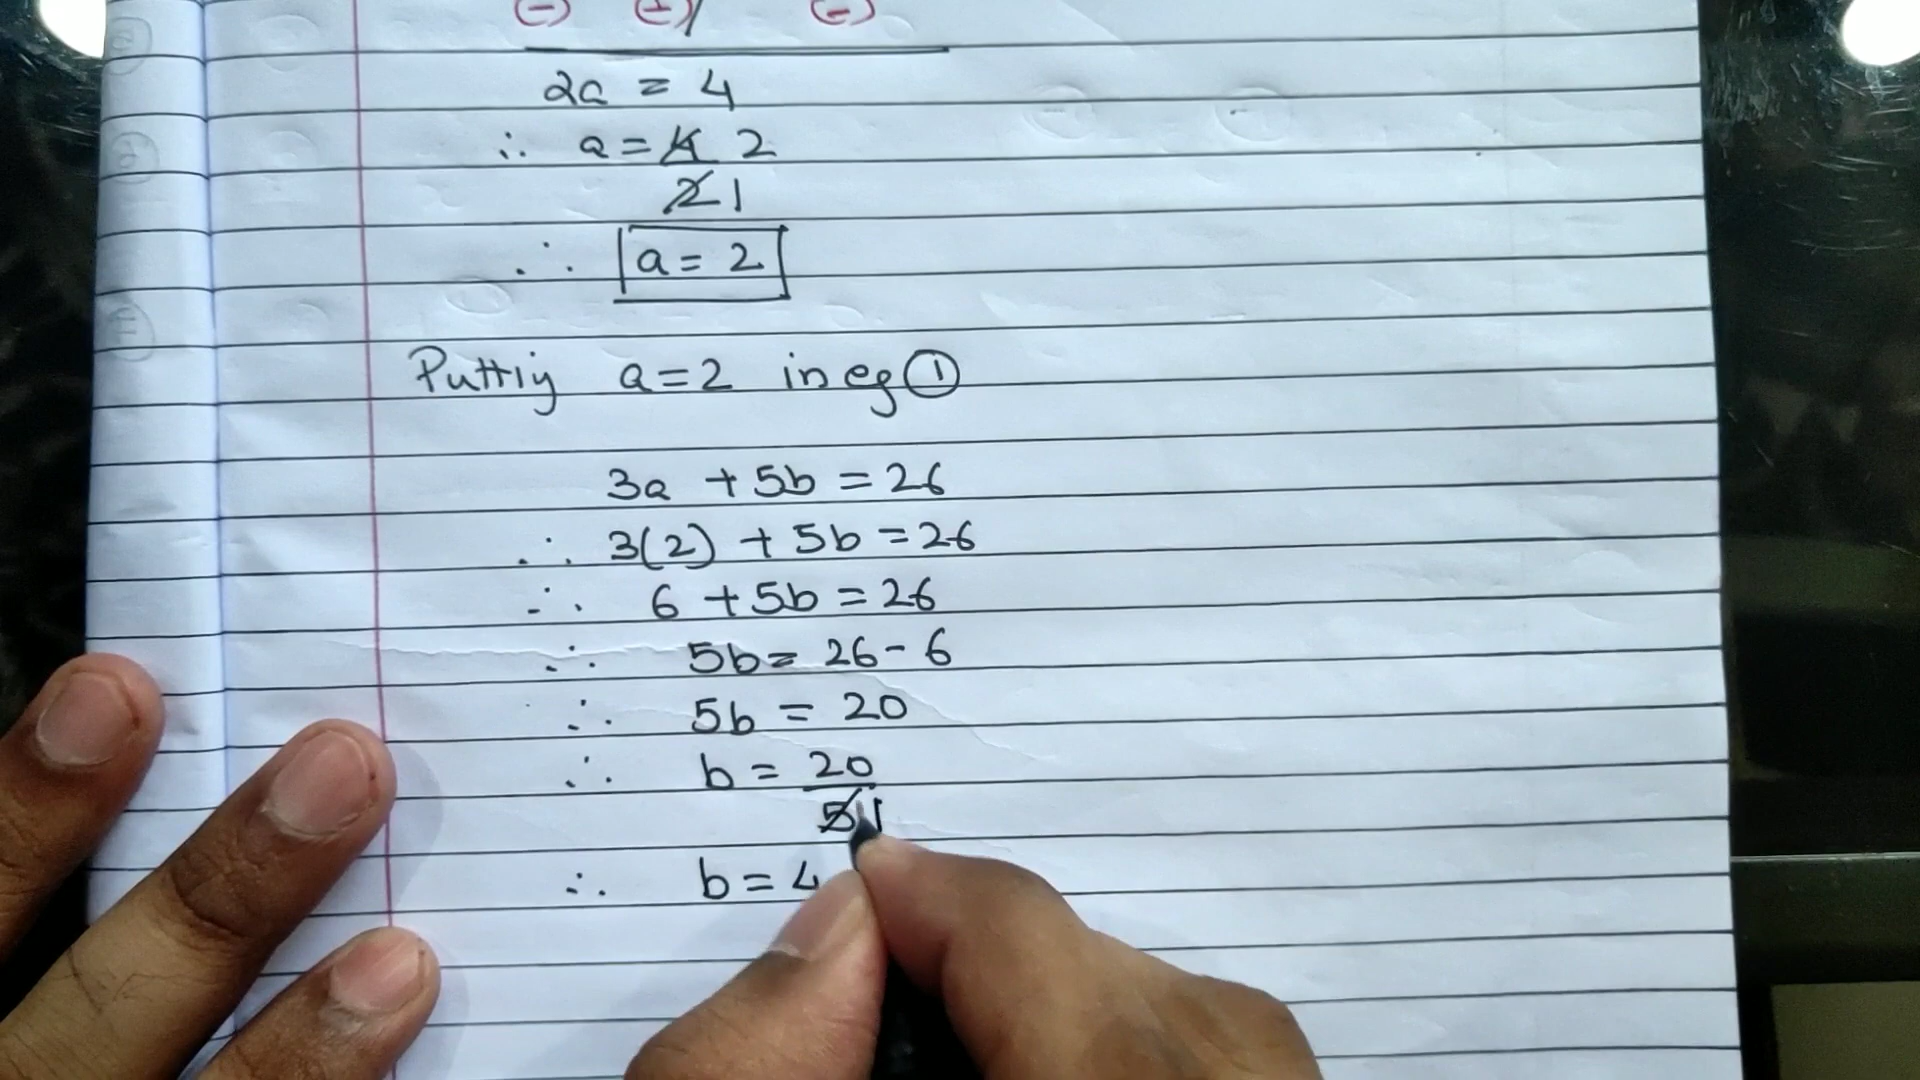 (-) (+) (-)
2a = 4
∴ a = 4 2
2 1
∴ a = 2
Puttiy a=2 in eq ①
3a + 5b = 26
∴ 3(2) + 5b = 26
∴ 6 + 5b = 26
∴ 5b = 26 - 6
∴ 5b = 20
∴ b = 20
5 1
∴ b = 4